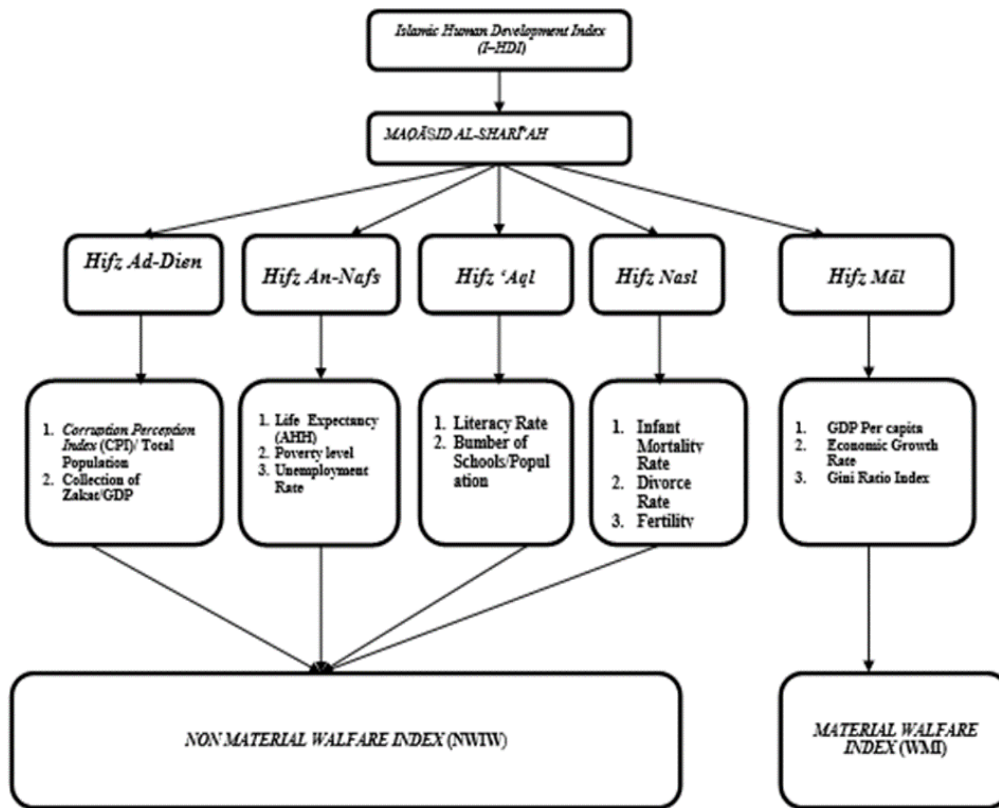 Islamic Human Development Index
(I-HDI)
MAQĀṢID AL-SHARĪ'AH
Hifz Ad-Dien
Hifz An-Nafs
Hifz ‘Aql
Hifz Nasl
Hifz Māl
1. Corruption Perception
Index (CPI)/ Total
Population
2. Collection of
Zakat/GDP
1. Life Expectancy
(AHH)
2. Poverty level
3. Unemployment
Rate
1. Literacy Rate
2. Bumber of
Schools/Popul
ation
1. Infant
Mortality
Rate
2. Divorce
Rate
3. Fertility
1. GDP Per capita
2. Economic Growth
Rate
3. Gini Ratio Index
NON MATERIAL WALFARE INDEX (NWIW)
MATERIAL WALFARE
INDEX (WMI)